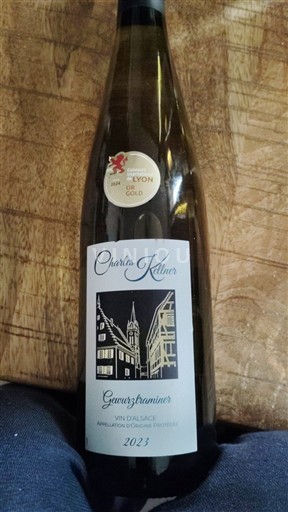 LYON
OR
GOLD
Charles Kellner
Gewurztraminer
VIN D'ALSACE
APPELLATION D'ORIGINE PROTÉGÉE
2023